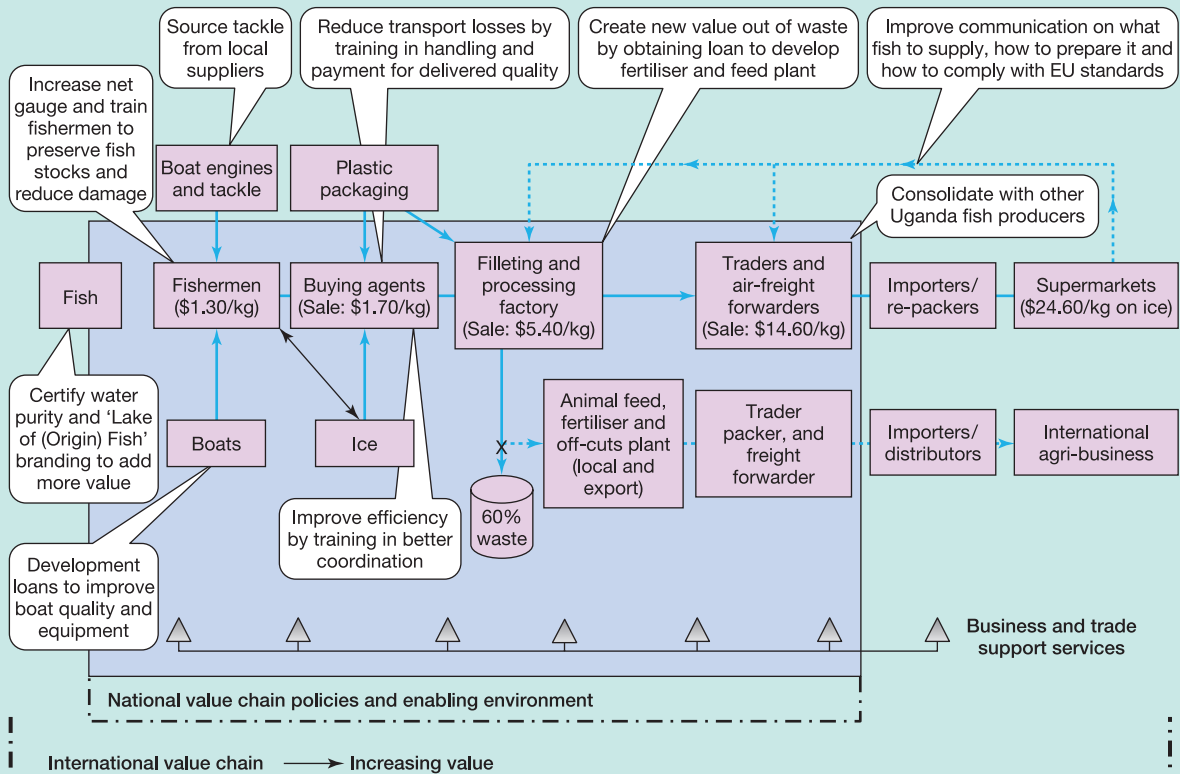 Source tackle
from local
suppliers
Reduce transport losses by
training in handling and
payment for delivered quality
Create new value out of waste
by obtaining loan to develop
fertiliser and feed plant
Improve communication on what
fish to supply, how to prepare it and
how to comply with EU standards
Increase net
gauge and train
fishermen to
preserve fish
stocks and
reduce damage
Boat engines
and tackle
Plastic
packaging
Consolidate with other
Uganda fish producers
Fish
Fishermen
($1.30/kg)
Buying agents
(Sale: $1.70/kg)
Filleting and
processing
factory
(Sale: $5.40/kg)
Traders and
air-freight
forwarders
(Sale: $14.60/kg)
Importers/
re-packers
Supermarkets
($24.60/kg on ice)
Certify water
purity and ‘Lake
of (Origin) Fish’
branding to add
more value
Boats
Ice
X
Animal feed,
fertiliser and
off-cuts plant
(local and
export)
Trader
packer, and
freight
forwarder
Importers/
distributors
International
agri-business
60%
waste
Improve efficiency
by training in better
coordination
Development
loans to improve
boat quality and
equipment
Business and trade
support services
National value chain policies and enabling environment
International value chain
Increasing value